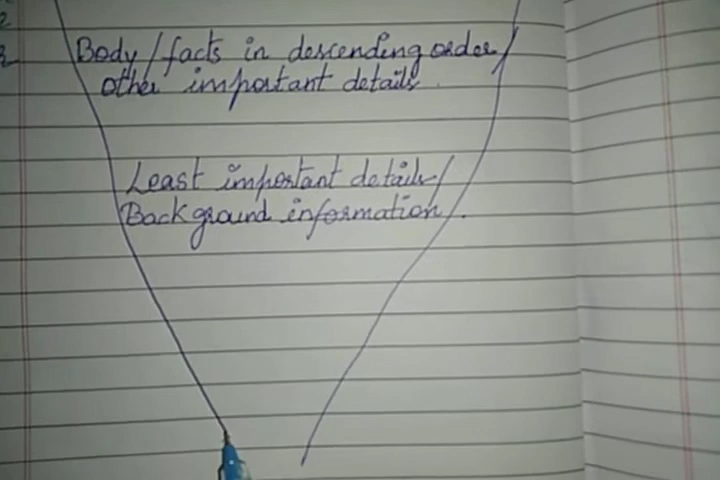 Body/facts in descending order/
other important details.
Least important details/
Background information/.